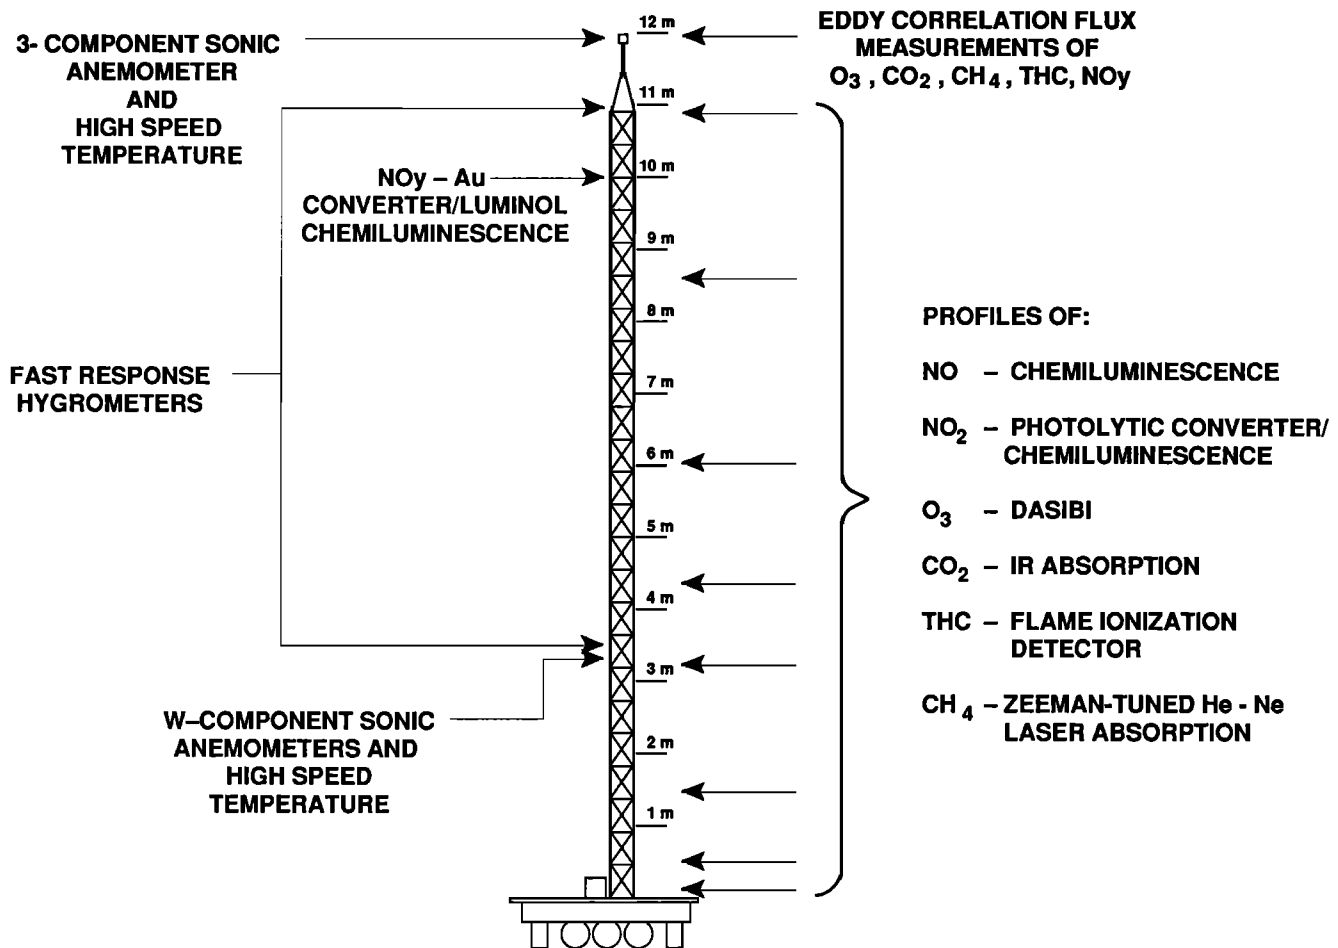 3- COMPONENT SONIC
ANEMOMETER
AND
HIGH SPEED
TEMPERATURE
NOy – Au
CONVERTER/LUMINOL
CHEMILUMINESCENCE
FAST RESPONSE
HYGROMETERS
W–COMPONENT SONIC
ANEMOMETERS AND
HIGH SPEED
TEMPERATURE
12 m
11 m
10 m
9 m
8 m
7 m
6 m
5 m
4 m
3 m
2 m
1 m
EDDY CORRELATION FLUX
MEASUREMENTS OF
O3 , CO2 , CH4 , THC, NOy
PROFILES OF:
NO – CHEMILUMINESCENCE
NO2 – PHOTOLYTIC CONVERTER/
CHEMILUMINESCENCE
O3 – DASIBI
CO2 – IR ABSORPTION
THC – FLAME IONIZATION
DETECTOR
CH4 – ZEEMAN-TUNED He - Ne
LASER ABSORPTION